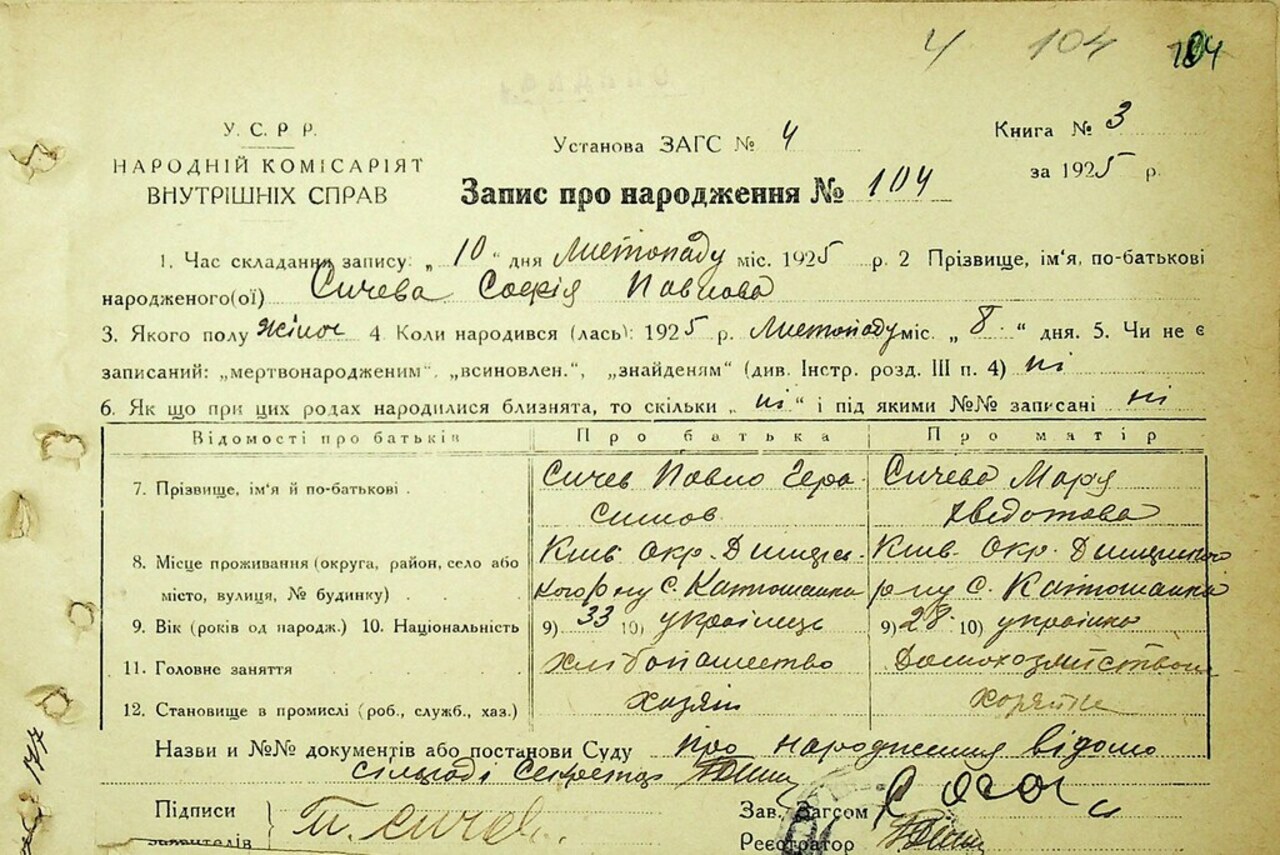 4 104 104
У. С. Р. Р.
НАРОДНІЙ КОМІСАРІЯТ
ВНУТРІШНІХ СПРАВ
Установа ЗАГС № 4
Книга № 3
за 1925 р.
Запис про народження № 104
1. Час складання запису: „ 10 “ дня Листопаду міс. 1925 р. 2 Прізвище, ім'я, по-батькові
народженого(ої) Сичева Софія Павлова
3. Якого полу жіноч 4. Коли народився (лась): 1925 р. Листопаду міс. „ 8. “ дня. 5. Чи не є
записаний: „мертвонародженим“, „всиновлен.“, „знайденям“ (див. Інстр. розд. III п. 4) ні
6. Як що при цих родах народилися близнята, то скільки „ ні “ і під якими №№ записані ні
Відомості про батьків Про батька Про матір
7. Прізвище, ім'я й по-батькові . Сичев Павло Гера- Сичева Марія
симов Хведотова
8. Місце проживання (округа, район, село або Київ. Окр. Київ. Окр.
місто, вулиця, № будинку) . . р-ну с. Катюшанка р-ну с. Катюшанка
9. Вік (років од народж.) 10. Національність 9) 33 10) українець 9) 28. 10) українка
11. Головне заняття хлібопашество
12. Становище в промислі (роб., служб., хаз.) хазяїн
Назви и №№ документів або постанови Суду про народження відомо
сільраді Секретар
Підписи
заявителів П. Сичев.
Зав. Загсом
Реєстратор
177